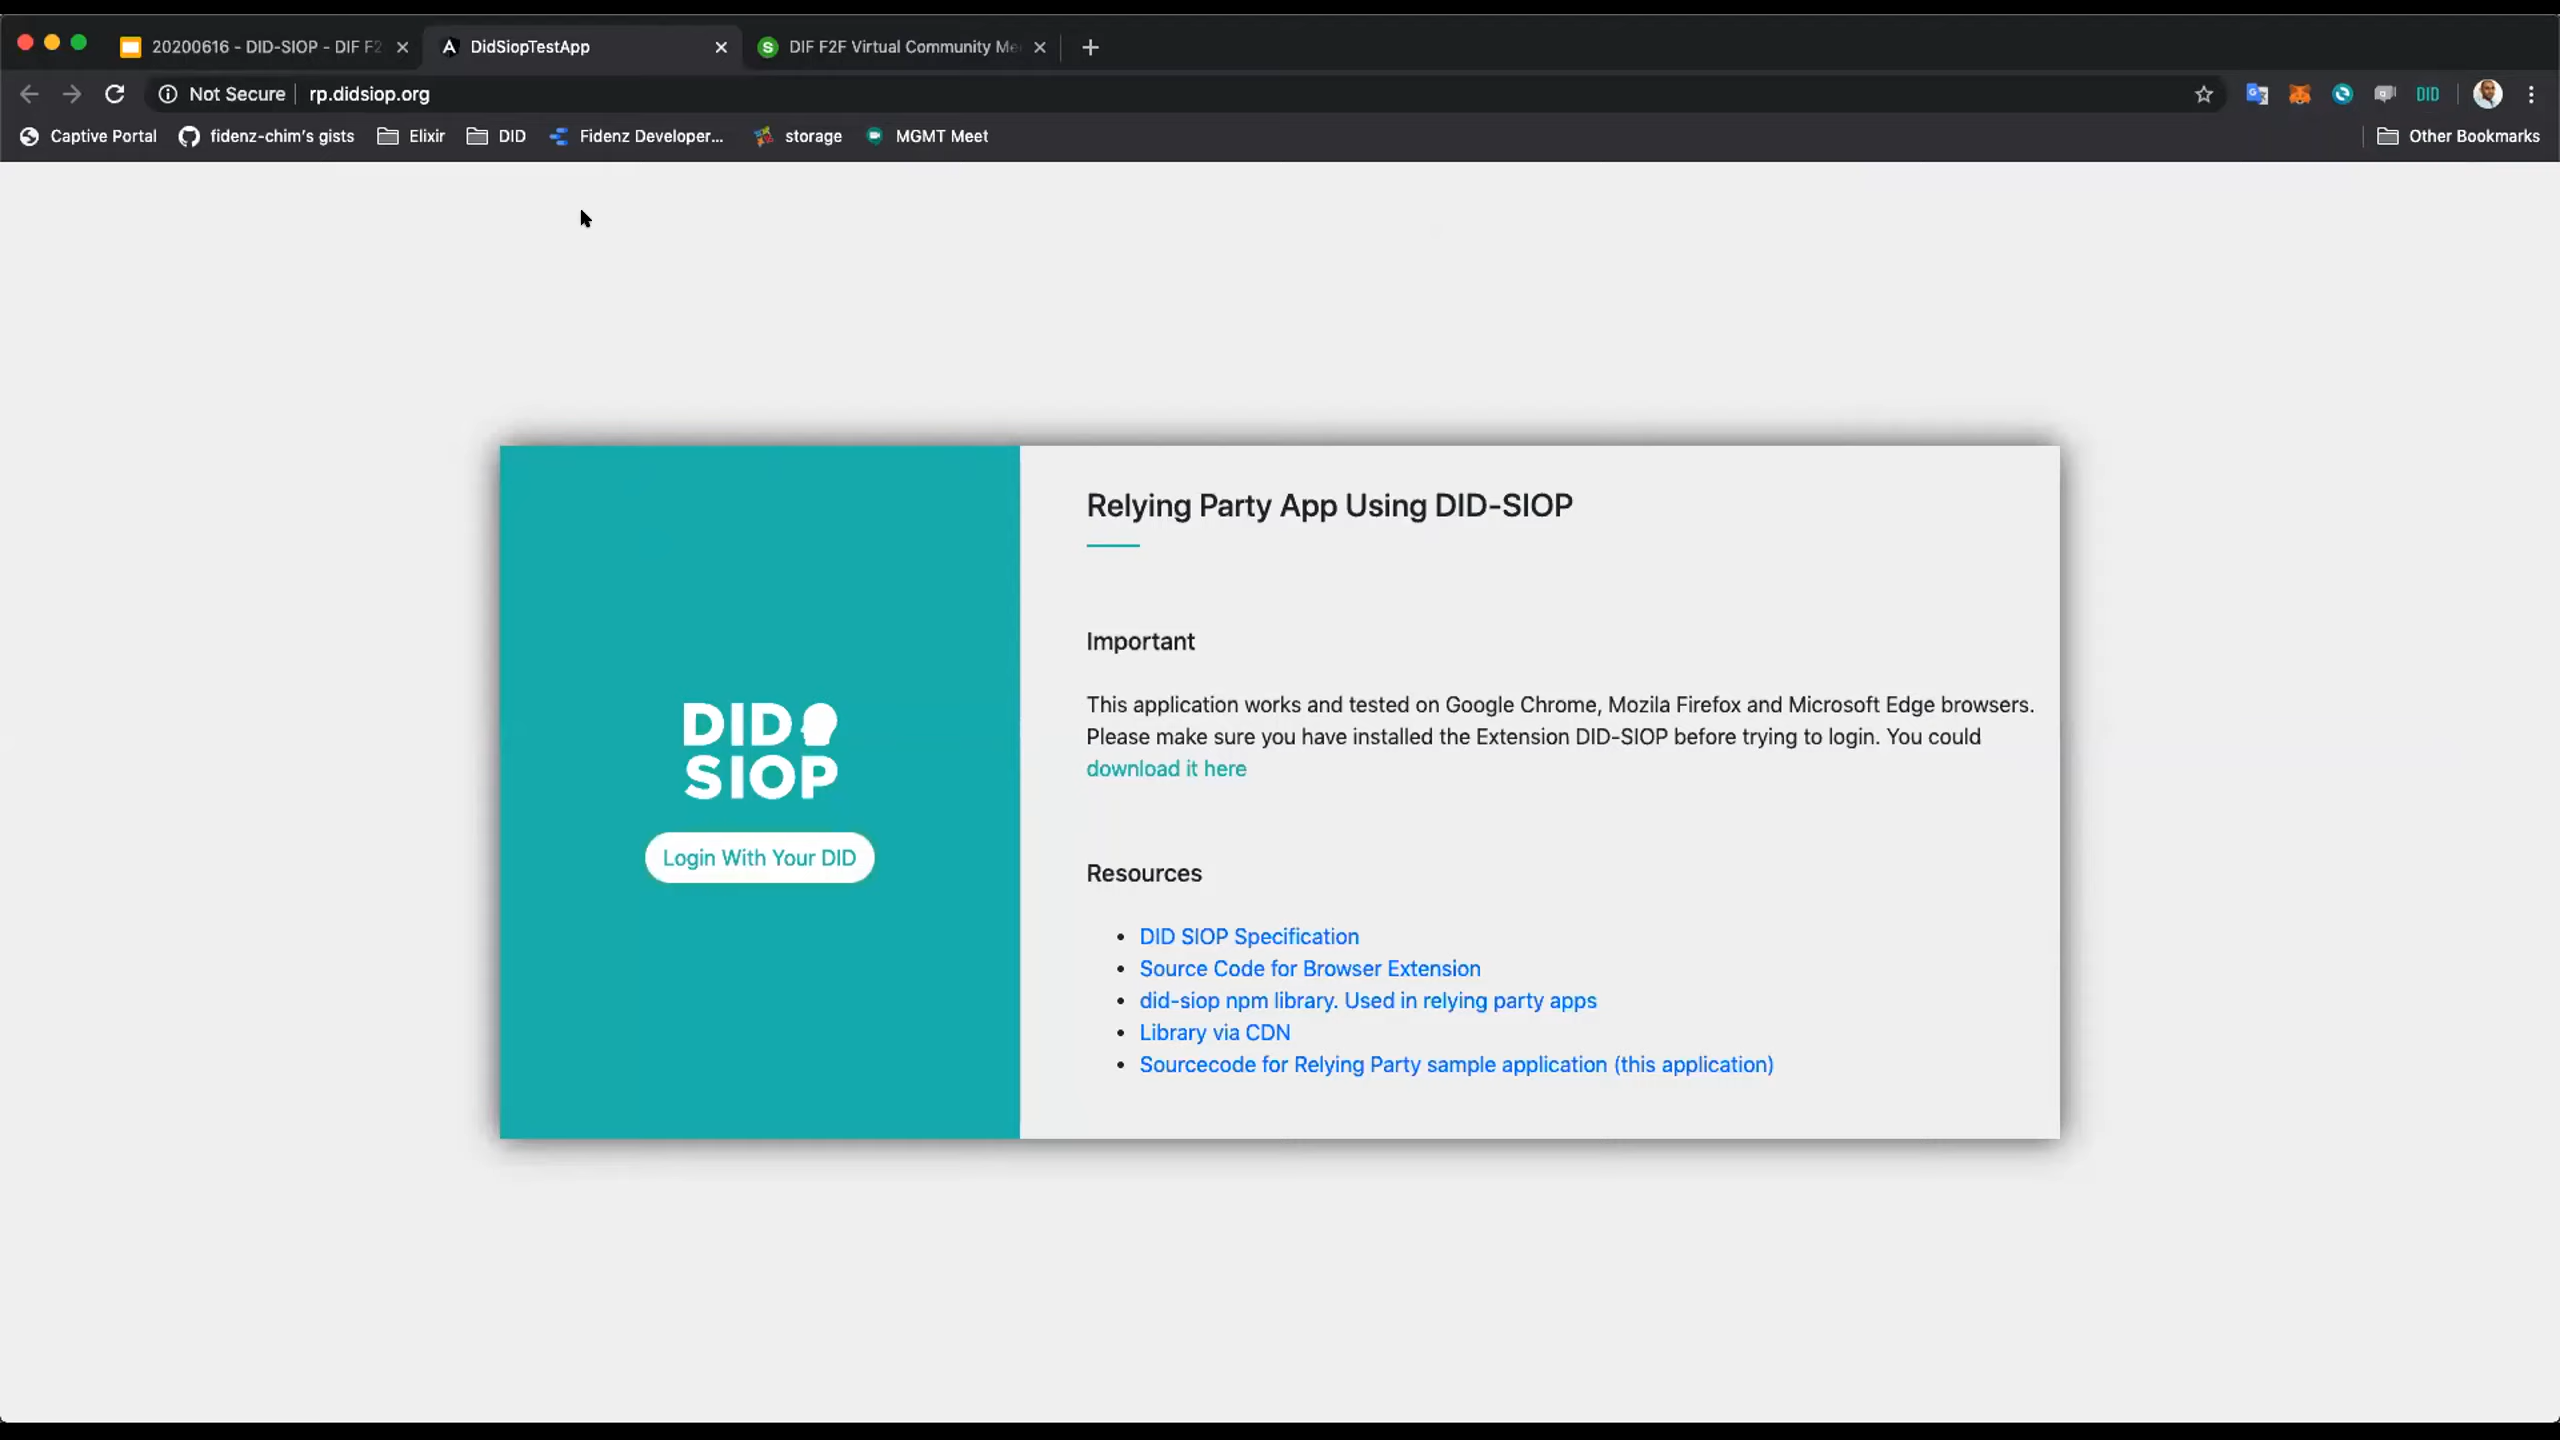 20200616 - DID-SIOP - DIF F2
DidSiopTestApp
DIF F2F Virtual Community Me
Not Secure
rp.didsiop.org
DID
Captive Portal
fidenz-chim's gists
Elixir
DID
Fidenz Developer...
storage
MGMT Meet
Other Bookmarks
DID
SIOP
Login With Your DID
Relying Party App Using DID-SIOP
Important
This application works and tested on Google Chrome, Mozila Firefox and Microsoft Edge browsers.
Please make sure you have installed the Extension DID-SIOP before trying to login. You could
download it here
Resources
• DID SIOP Specification
• Source Code for Browser Extension
• did-siop npm library. Used in relying party apps
• Library via CDN
• Sourcecode for Relying Party sample application (this application)